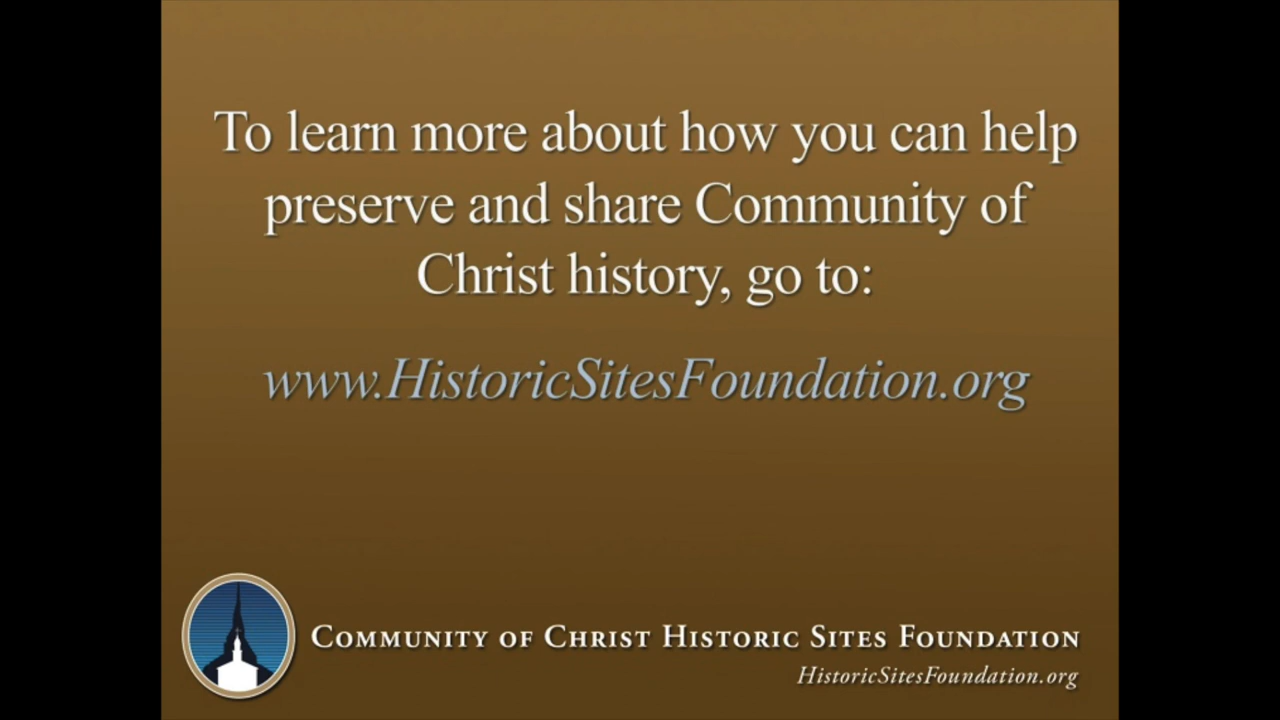 To learn more about how you can help
preserve and share Community of
Christ history, go to:
www.HistoricSitesFoundation.org
Community of Christ Historic Sites Foundation
HistoricSitesFoundation.org